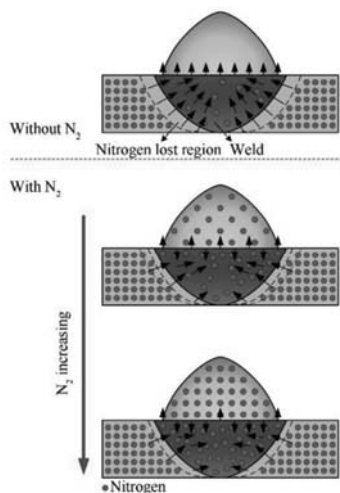 Without N₂
Nitrogen lost region Weld
With N₂
N₂ increasing
Nitrogen